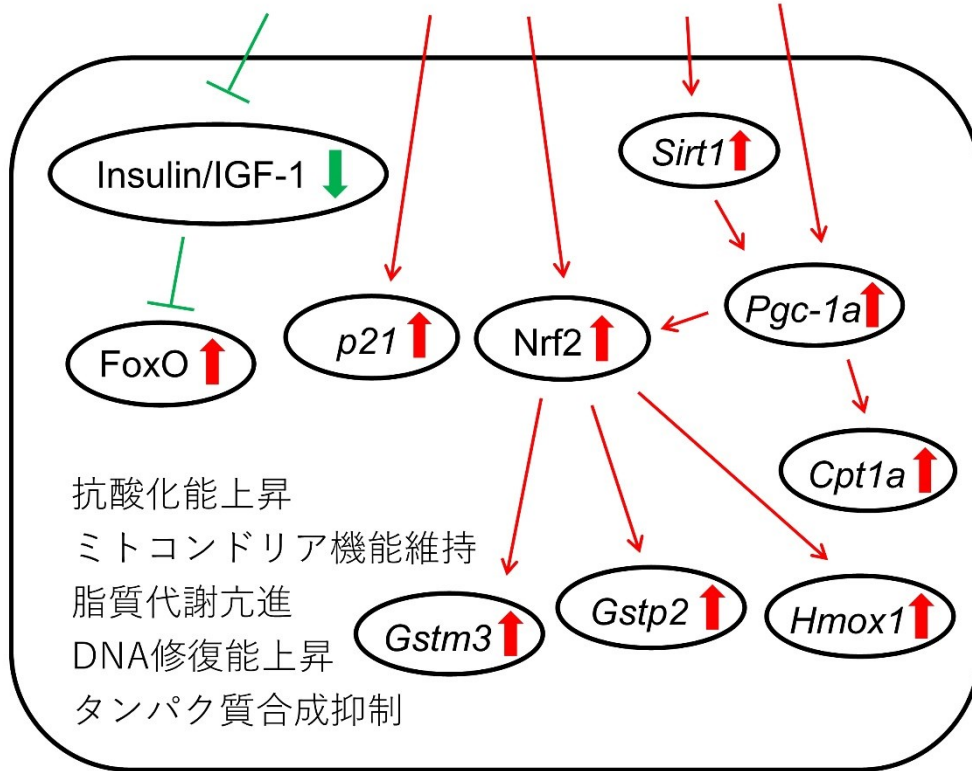 Sirt1
Insulin/IGF-1
Pgc-1a
p21
Nrf2
FoxO
Cpt1a
抗酸化能上昇
ミトコンドリア機能維持
脂質代謝亢進
DNA修復能上昇
タンパク質合成抑制
Gstm3
Gstp2
Hmox1